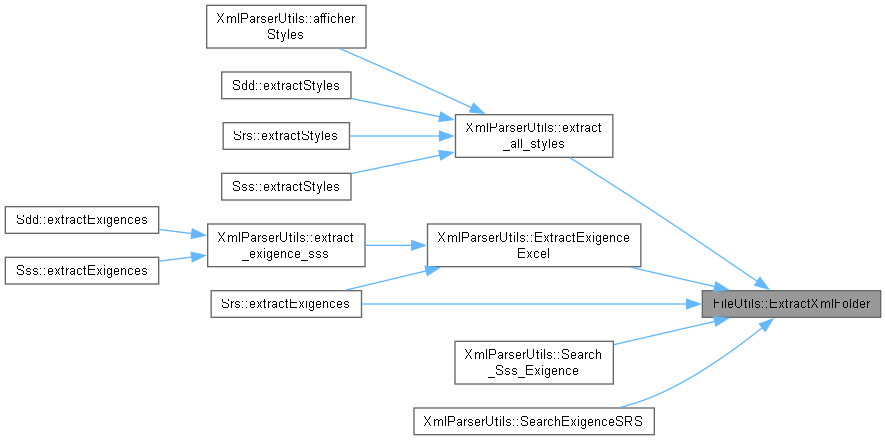 XmlParserUtils::afficher
Styles
Sdd::extractStyles
XmlParserUtils::extract
_all_styles
Srs::extractStyles
Sss::extractStyles
Sdd::extractExigences
XmlParserUtils::extract
_exigence_sss
XmlParserUtils::ExtractExigence
Excel
Sss::extractExigences
Srs::extractExigences
FileUtils::ExtractXmlFolder
XmlParserUtils::Search
_Sss_Exigence
XmlParserUtils::SearchExigenceSRS